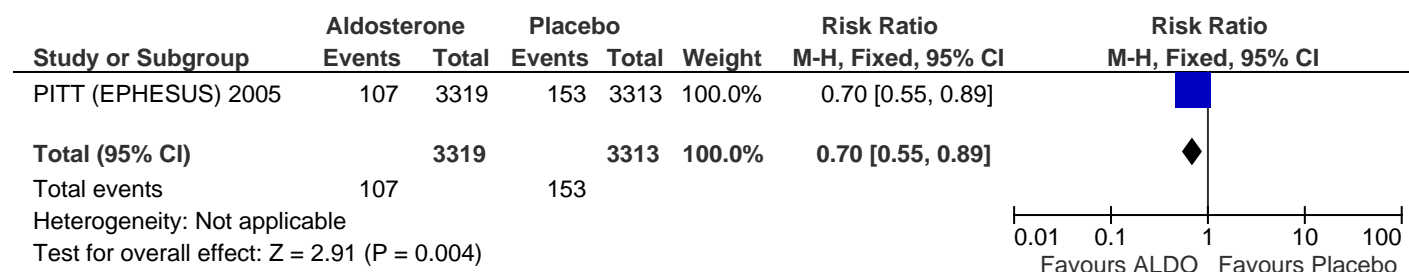 Aldosterone Placebo Risk Ratio Risk Ratio
Study or Subgroup Events Total Events Total Weight M-H, Fixed, 95% CI M-H, Fixed, 95% CI
PITT (EPHESUS) 2005 107 3319 153 3313 100.0% 0.70 [0.55, 0.89]
Total (95% CI) 3319 3313 100.0% 0.70 [0.55, 0.89]
Total events 107 153
Heterogeneity: Not applicable
Test for overall effect: Z = 2.91 (P = 0.004)
0.01 0.1 1 10 100
Favours ALDO Favours Placebo